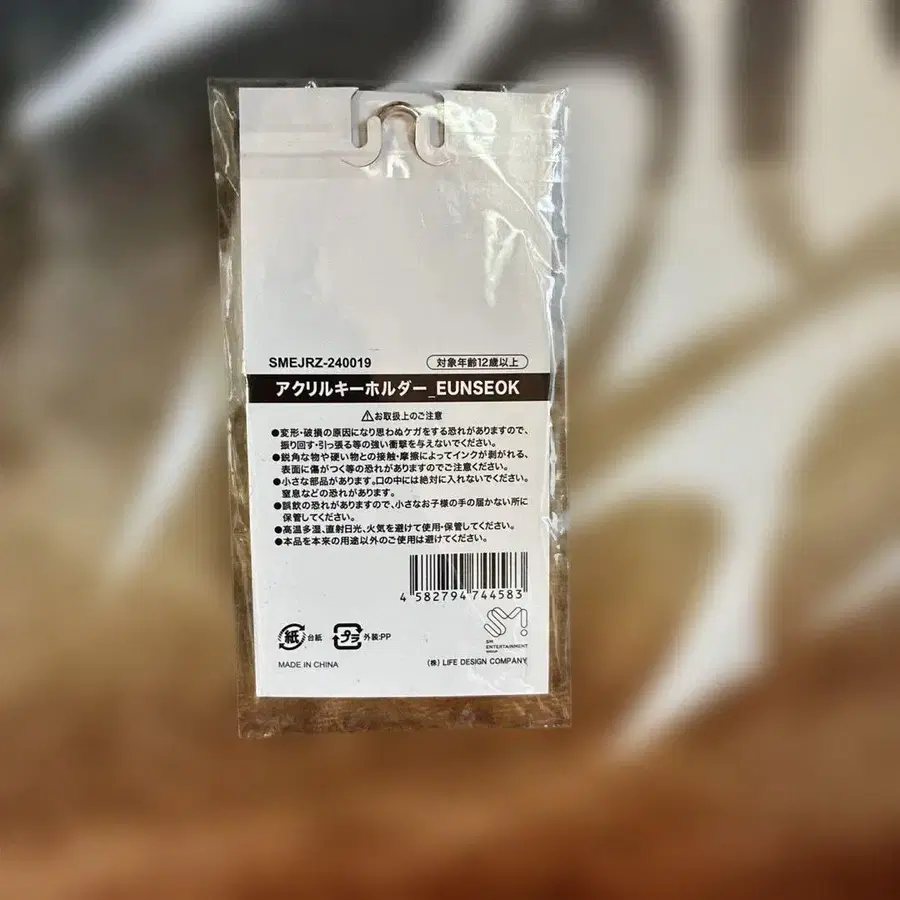 SMEJRZ-240019 対象年齢12歳以上
アクリルキーホルダー_EUNSEOK
⚠お取扱上のご注意
●変形・破損の原因になり思わぬケガをする恐れがありますので、
振り回す・引っ張る等の強い衝撃を与えないでください。
●鋭角な物や硬い物との接触・摩擦によってインクが剥がれる、
表面に傷がつく等の恐れがありますのでご注意ください。
●小さな部品があります。口の中には絶対に入れないでください。
窒息などの恐れがあります。
●誤飲の恐れがありますので、小さなお子様の手の届かない所に
保管してください。
●高温多湿、直射日光、火気を避けて使用・保管してください。
●本品を本来の用途以外のご使用は避けてください。
4 582794 744583
紙 台紙 プラ 外装:PP
SM!
SM
ENTERTAINMENT
GROUP
MADE IN CHINA (株) LIFE DESIGN COMPANY